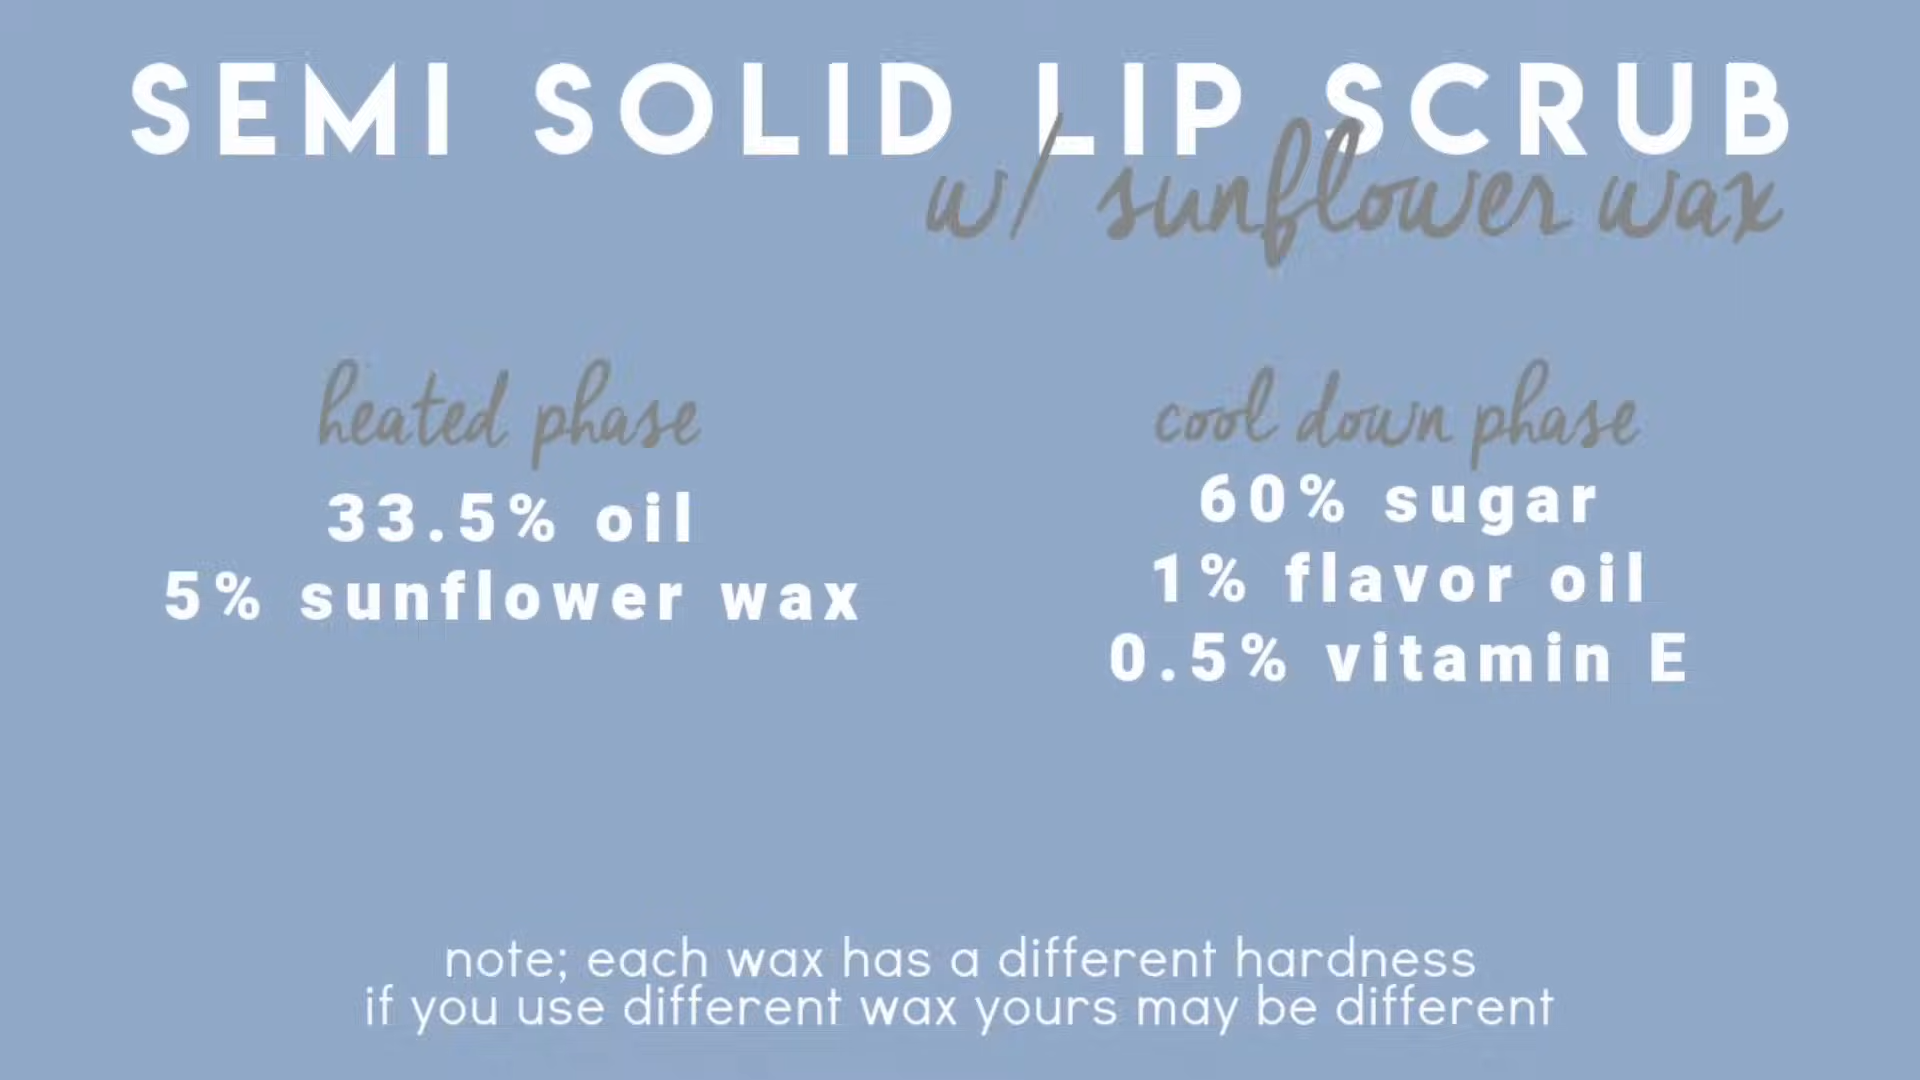 SEMI SOLID LIP SCRUB
w/ sunflower wax
heated phase
33.5% oil
5% sunflower wax
cool down phase
60% sugar
1% flavor oil
0.5% vitamin E
note; each wax has a different hardness
if you use different wax yours may be different